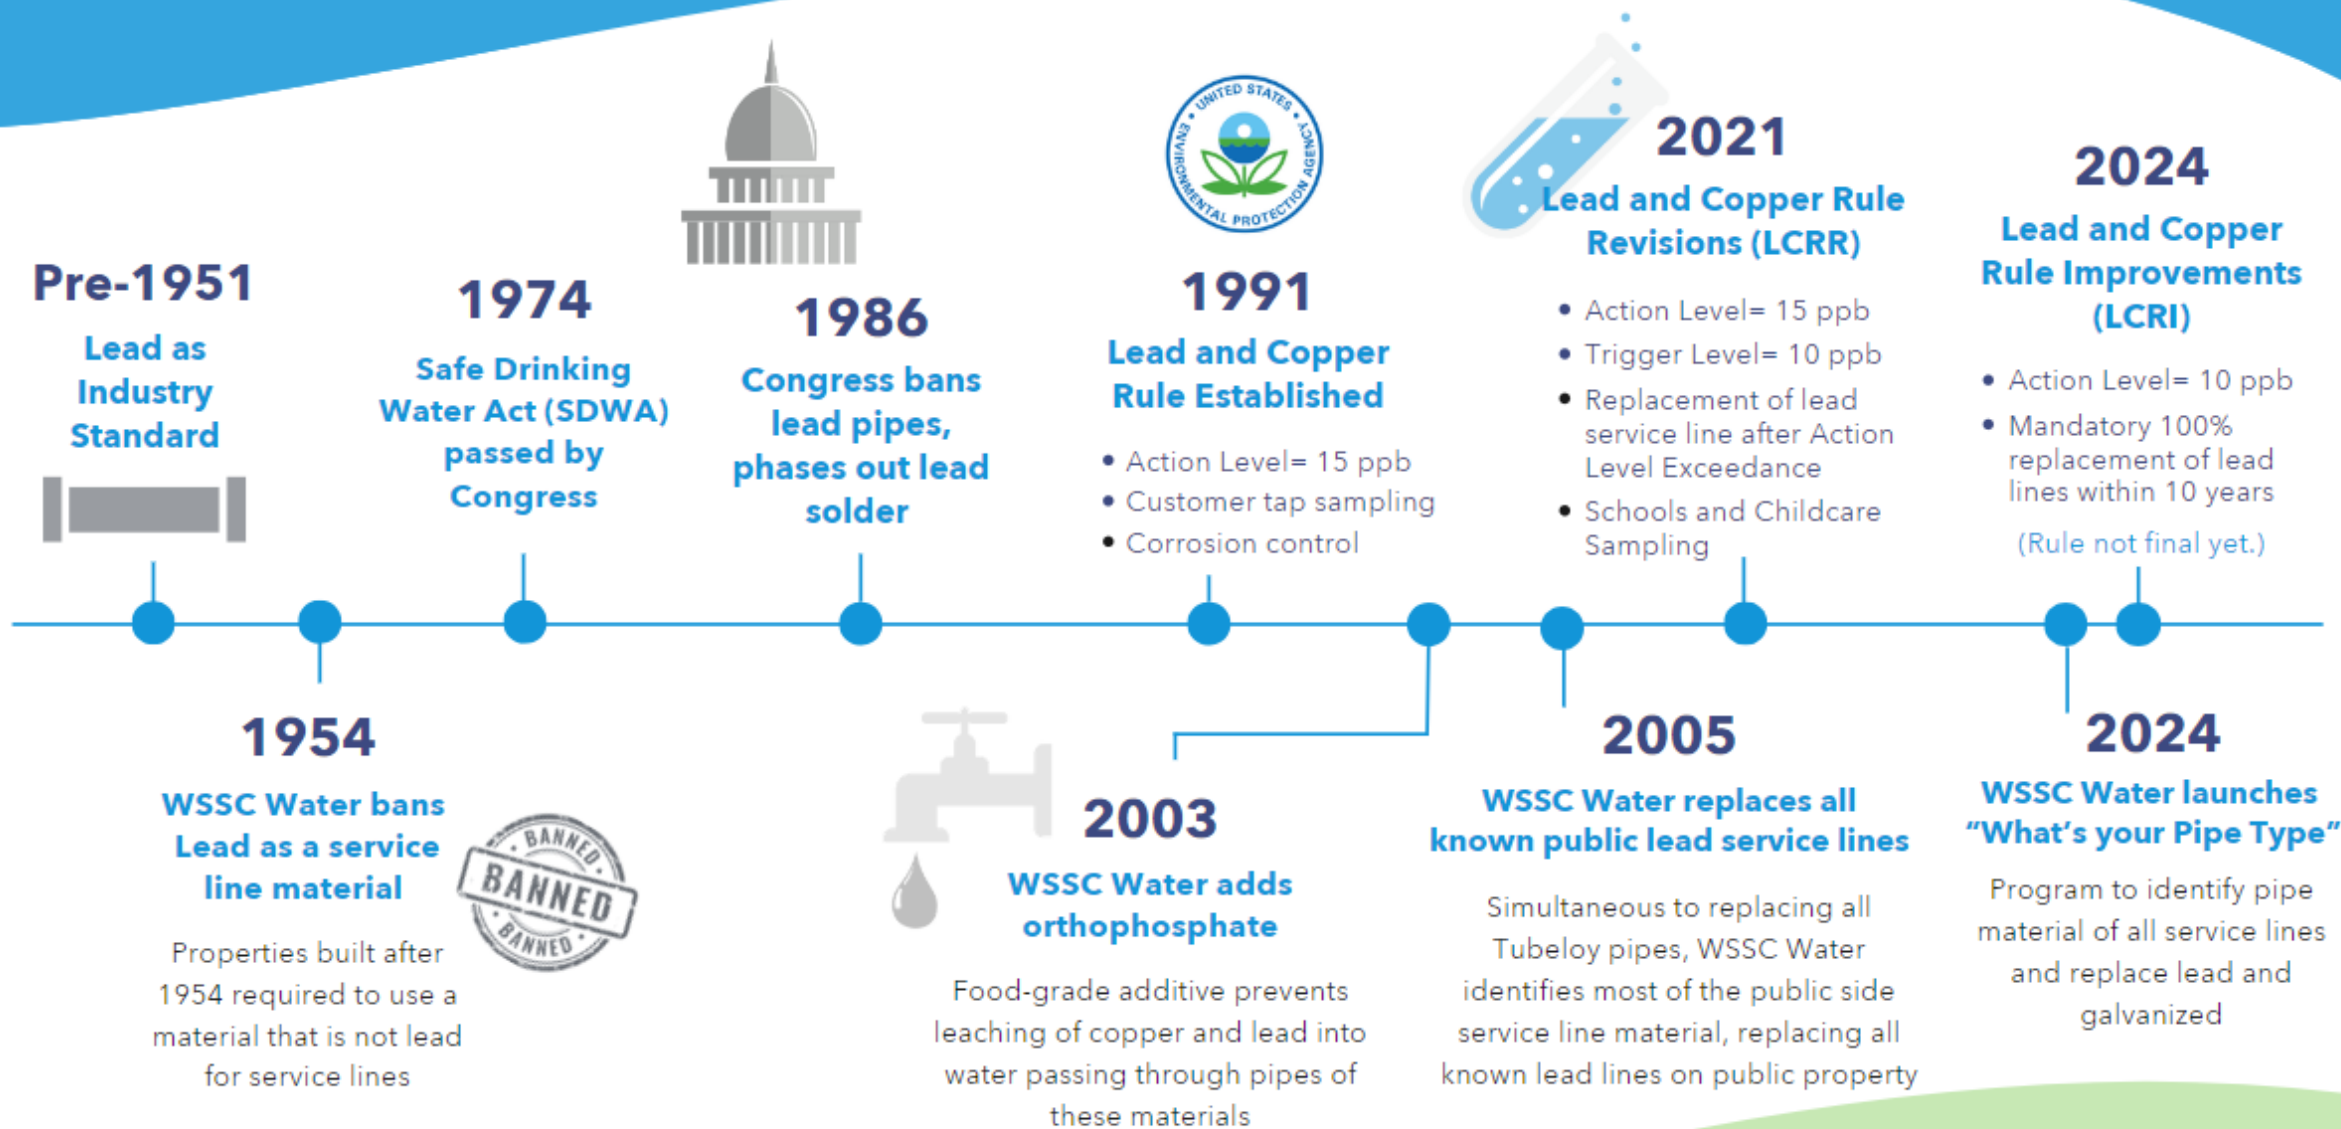 Pre-1951
Lead as
Industry
Standard
1954
WSSC Water bans
Lead as a service
line material
Properties built after
1954 required to use a
material that is not lead
for service lines
BANNED
BANNED
BANNED
1974
Safe Drinking
Water Act (SDWA)
passed by
Congress
1986
Congress bans
lead pipes,
phases out lead
solder
UNITED STATES
ENVIRONMENTAL PROTECTION AGENCY
1991
Lead and Copper
Rule Established
• Action Level= 15 ppb
• Customer tap sampling
• Corrosion control
2003
WSSC Water adds
orthophosphate
Food-grade additive prevents
leaching of copper and lead into
water passing through pipes of
these materials
2005
WSSC Water replaces all
known public lead service lines
Simultaneous to replacing all
Tubeloy pipes, WSSC Water
identifies most of the public side
service line material, replacing all
known lead lines on public property
2021
Lead and Copper Rule
Revisions (LCRR)
• Action Level= 15 ppb
• Trigger Level= 10 ppb
• Replacement of lead
service line after Action
Level Exceedance
• Schools and Childcare
Sampling
2024
WSSC Water launches
“What’s your Pipe Type”
Program to identify pipe
material of all service lines
and replace lead and
galvanized
2024
Lead and Copper
Rule Improvements
(LCRI)
• Action Level= 10 ppb
• Mandatory 100%
replacement of lead
lines within 10 years
(Rule not final yet.)